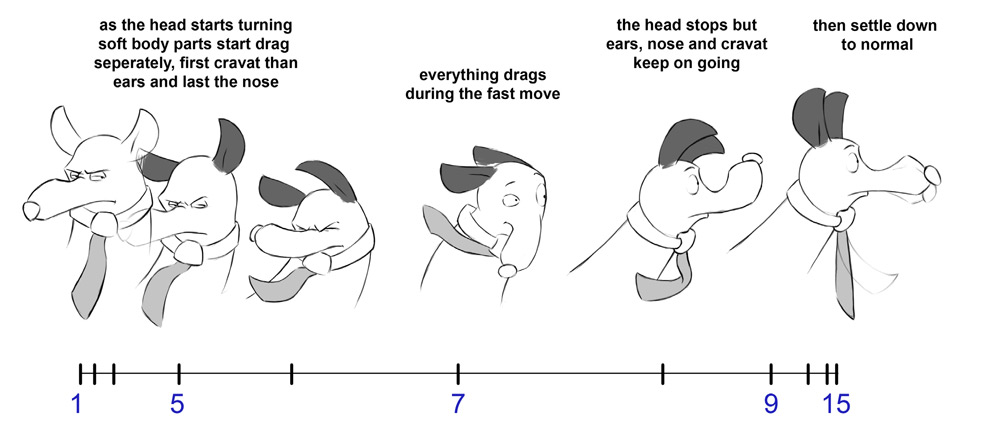 as the head starts turning
soft body parts start drag
seperately, first cravat than
ears and last the nose
everything drags
during the fast move
the head stops but
ears, nose and cravat
keep on going
then settle down
to normal
1
5
7
9
15